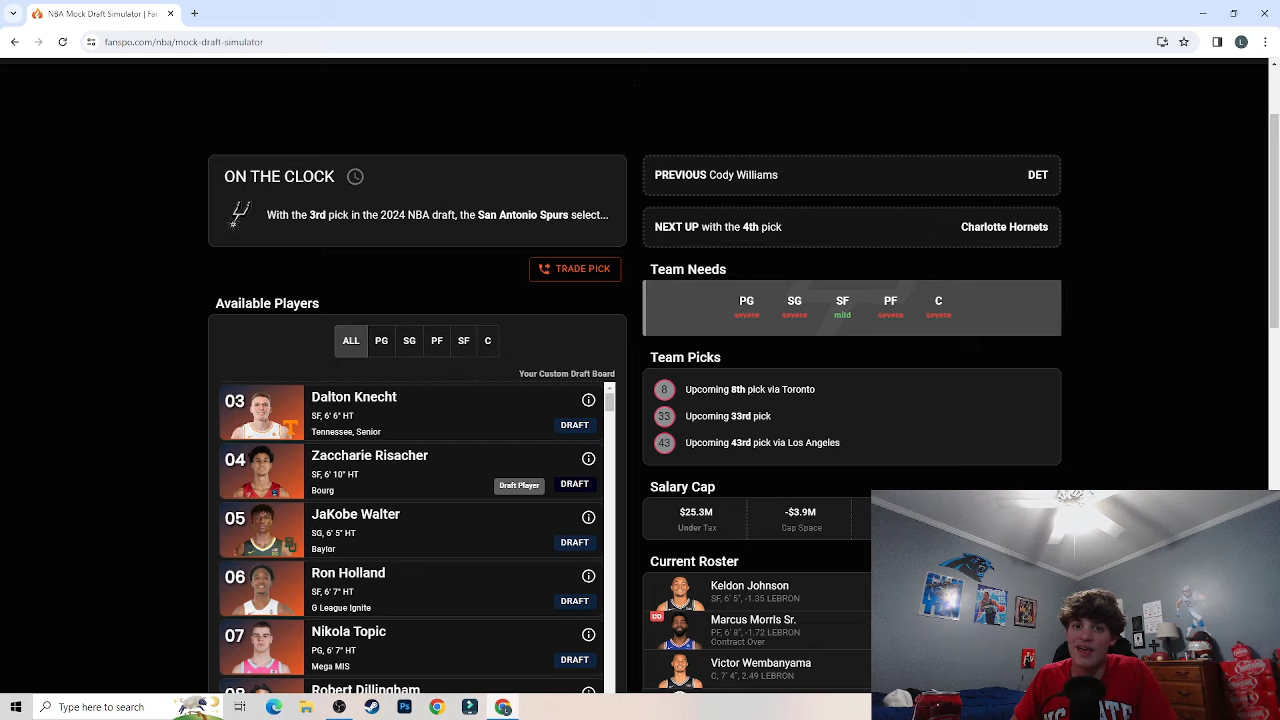 NBA Mock Draft Simulator | Fan
fanspo.com/nba/mock-draft-simulator
L
ON THE CLOCK
With the 3rd pick in the 2024 NBA draft, the San Antonio Spurs select...
TRADE PICK
Available Players
ALL PG SG PF SF C
Your Custom Draft Board
03 Dalton Knecht
SF, 6' 6" HT
Tennessee, Senior
DRAFT
04 Zaccharie Risacher
SF, 6' 10" HT
Bourg
Draft Player
DRAFT
05 JaKobe Walter
SG, 6' 5" HT
Baylor
DRAFT
06 Ron Holland
SF, 6' 7" HT
G League Ignite
DRAFT
07 Nikola Topic
PG, 6' 7" HT
Mega MIS
DRAFT
Robert Dillingham
PREVIOUS Cody Williams DET
NEXT UP with the 4th pick Charlotte Hornets
Team Needs
PG SG SF PF C
severe severe mild severe severe
Team Picks
8 Upcoming 8th pick via Toronto
33 Upcoming 33rd pick
43 Upcoming 43rd pick via Los Angeles
Salary Cap
$25.3M -$3.9M
Under Tax Cap Space
Current Roster
Keldon Johnson
SF, 6' 5", -1.35 LEBRON
CO
Marcus Morris Sr.
PF, 6' 8", -1.72 LEBRON
Contract Over
Victor Wembanyama
C, 7' 4", 2.49 LEBRON
Type here to search